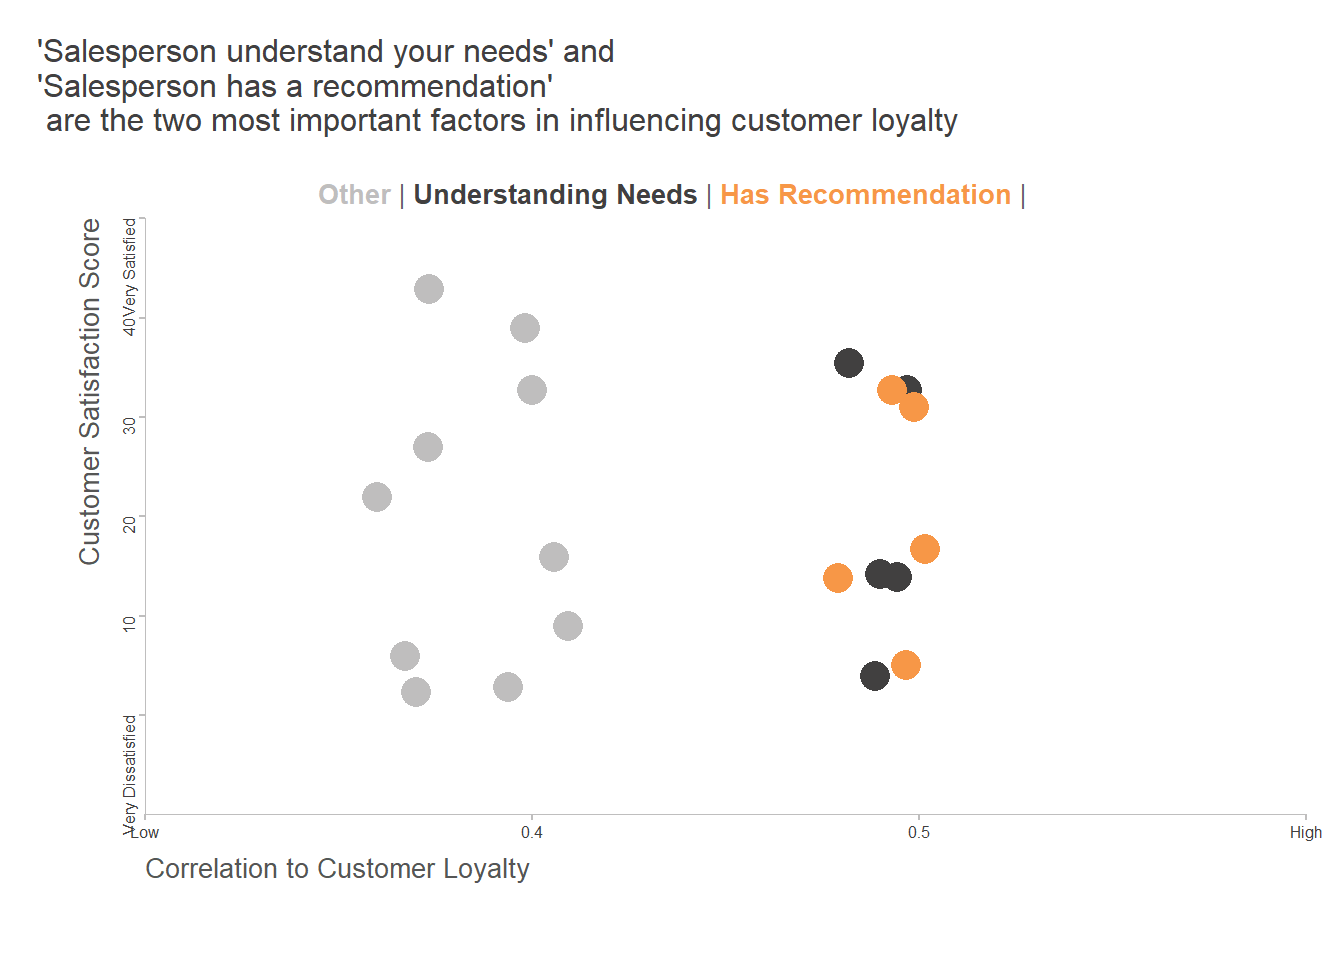 'Salesperson understand your needs' and
'Salesperson has a recommendation'
are the two most important factors in influencing customer loyalty
Other | Understanding Needs | Has Recommendation |
Customer Satisfaction Score
Very Satisfied
40
30
20
10
Very Dissatisfied
Low
0.4
0.5
High
Correlation to Customer Loyalty